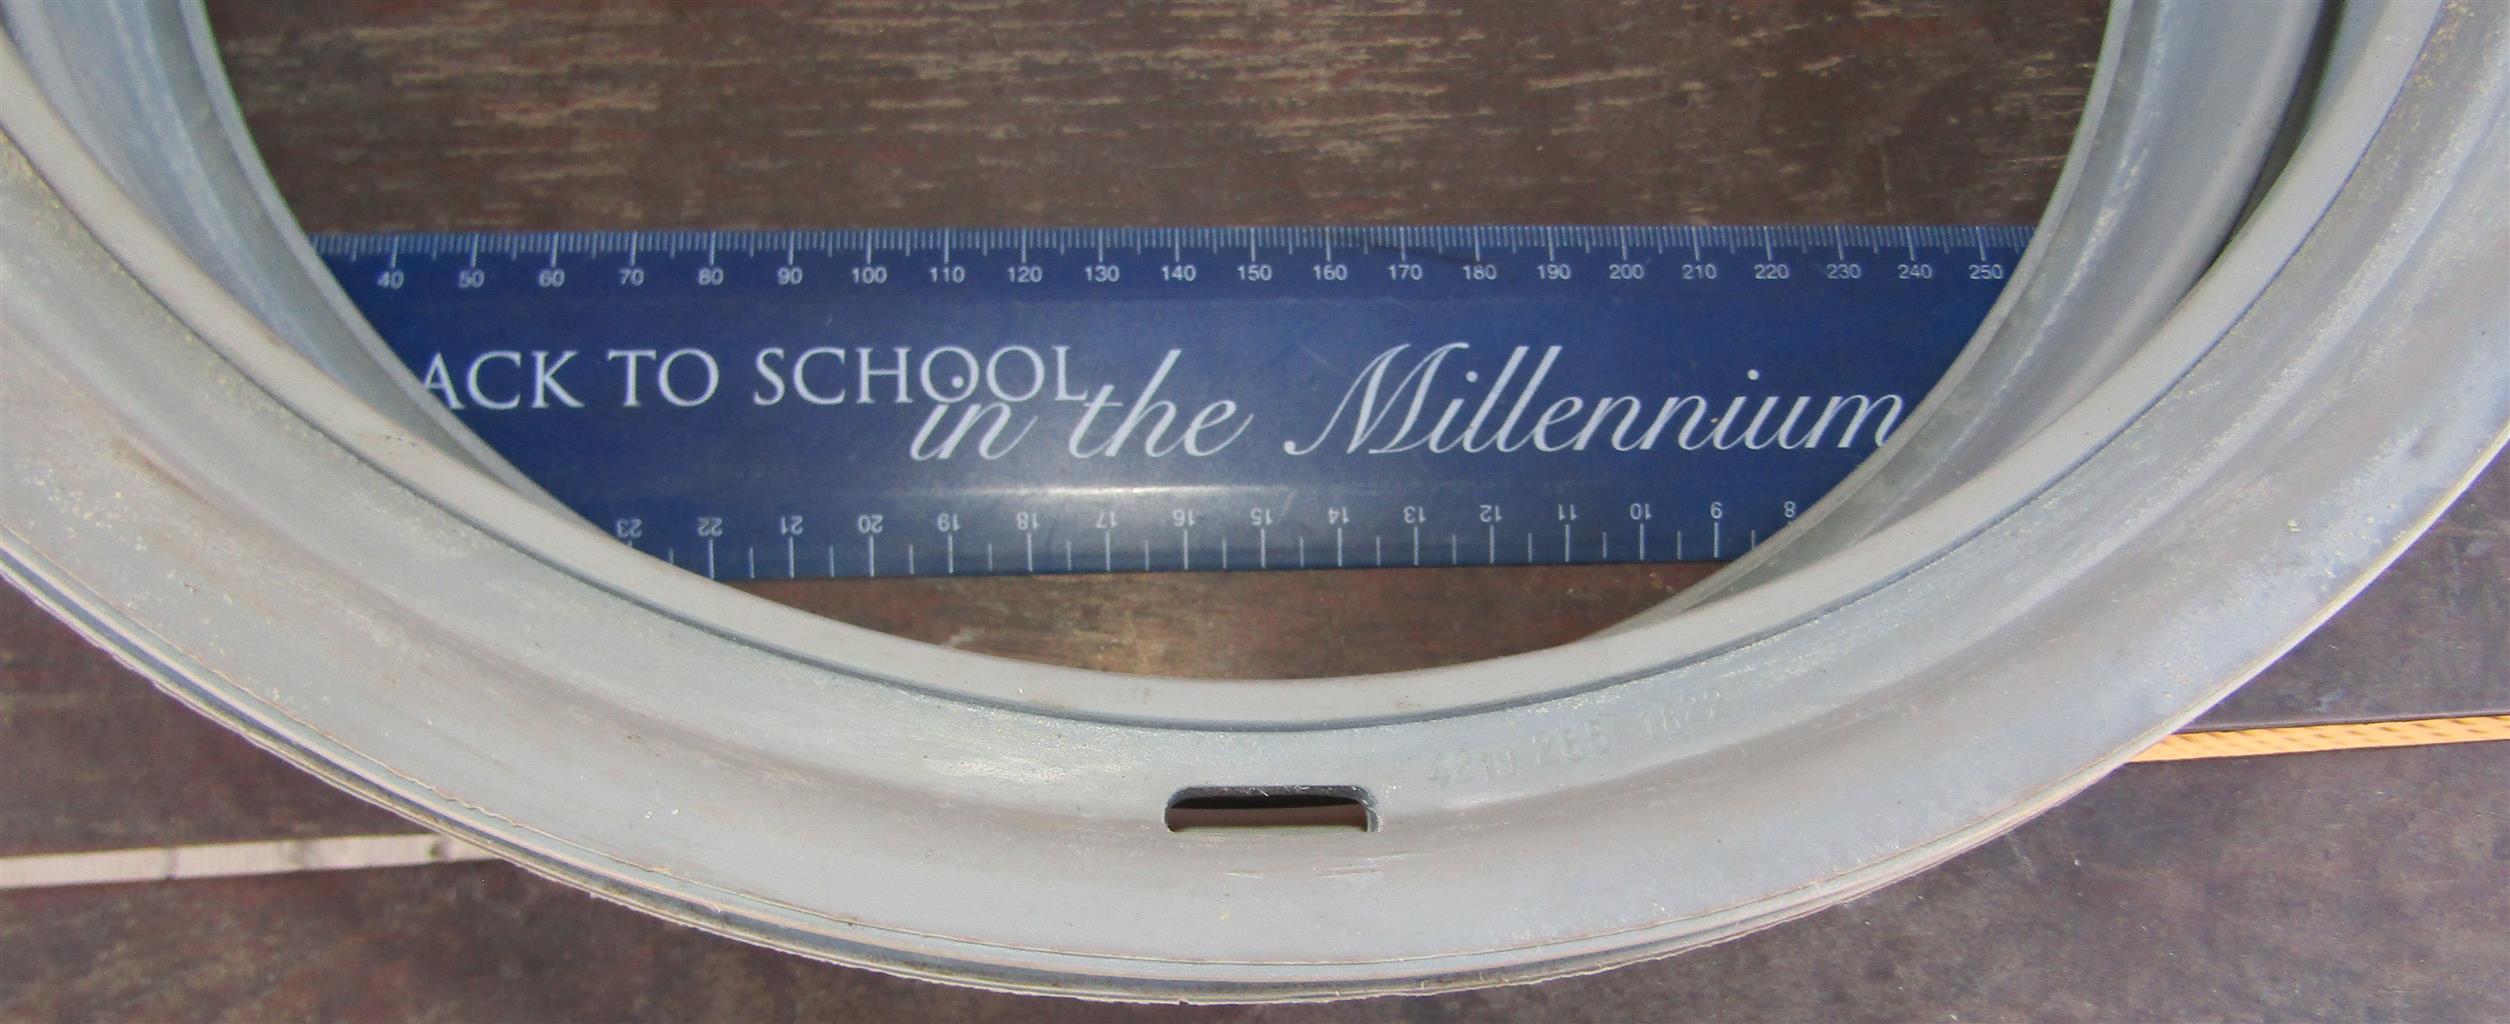 40 50 60 70 80 90 100 110 120 130 140 150 160 170 180 190 200 210 220 230 240 250
ACK TO SCHOOL
in the Millennium
23 22 21 20 19 18 17 16 15 14 13 12 11 10 9 8